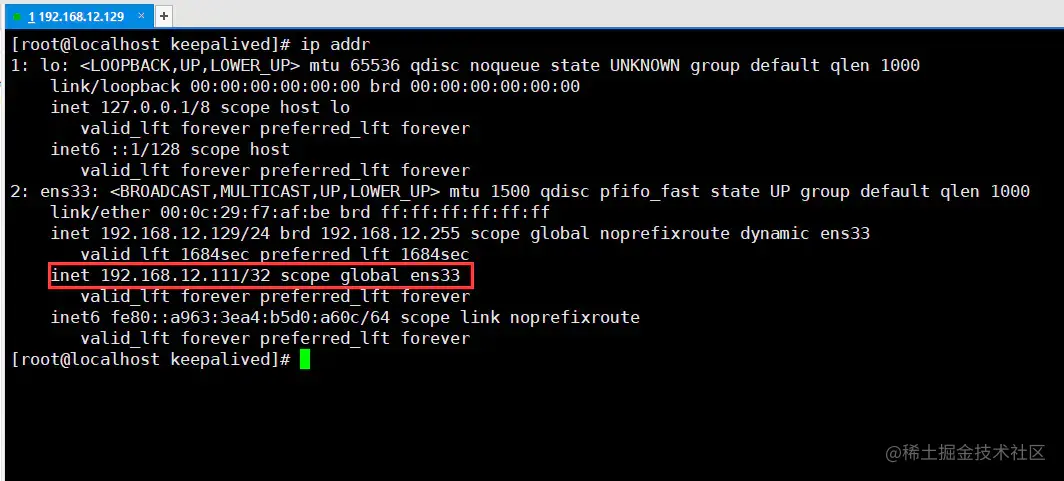 1 192.168.12.129 × +
[root@localhost keepalived]# ip addr
1: lo: <LOOPBACK,UP,LOWER_UP> mtu 65536 qdisc noqueue state UNKNOWN group default qlen 1000
link/loopback 00:00:00:00:00:00 brd 00:00:00:00:00:00
inet 127.0.0.1/8 scope host lo
valid_lft forever preferred_lft forever
inet6 ::1/128 scope host
valid_lft forever preferred_lft forever
2: ens33: <BROADCAST,MULTICAST,UP,LOWER_UP> mtu 1500 qdisc pfifo_fast state UP group default qlen 1000
link/ether 00:0c:29:f7:af:be brd ff:ff:ff:ff:ff:ff
inet 192.168.12.129/24 brd 192.168.12.255 scope global noprefixroute dynamic ens33
valid_lft 1684sec preferred_lft 1684sec
inet 192.168.12.111/32 scope global ens33
valid_lft forever preferred_lft forever
inet6 fe80::a963:3ea4:b5d0:a60c/64 scope link noprefixroute
valid_lft forever preferred_lft forever
[root@localhost keepalived]#
@稀土掘金技术社区